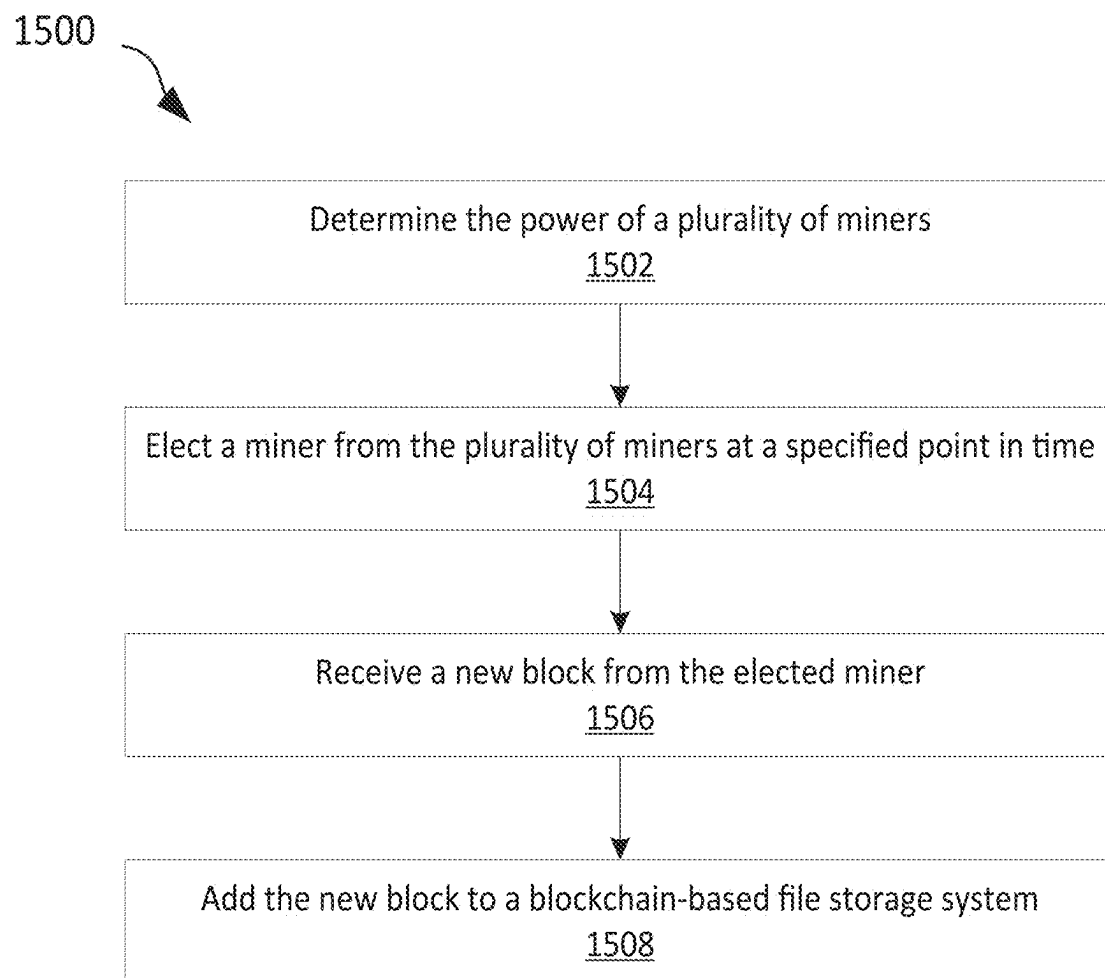 1500
Determine the power of a plurality of miners
1502
Elect a miner from the plurality of miners at a specified point in time
1504
Receive a new block from the elected miner
1506
Add the new block to a blockchain-based file storage system
1508